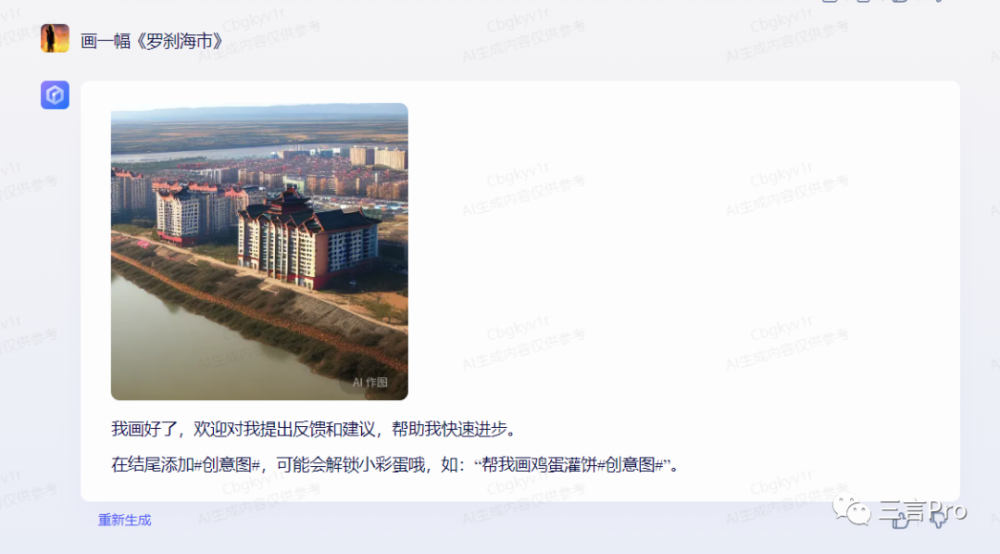 画一幅《罗刹海市》
AI 作图
我画好了，欢迎对我提出反馈和建议，帮助我快速进步。
在结尾添加#创意图#，可能会解锁小彩蛋哦，如：“帮我画鸡蛋灌饼#创意图#”。
重新生成
三言Pro
Cbgkyv1r
AI生成内容仅供参考